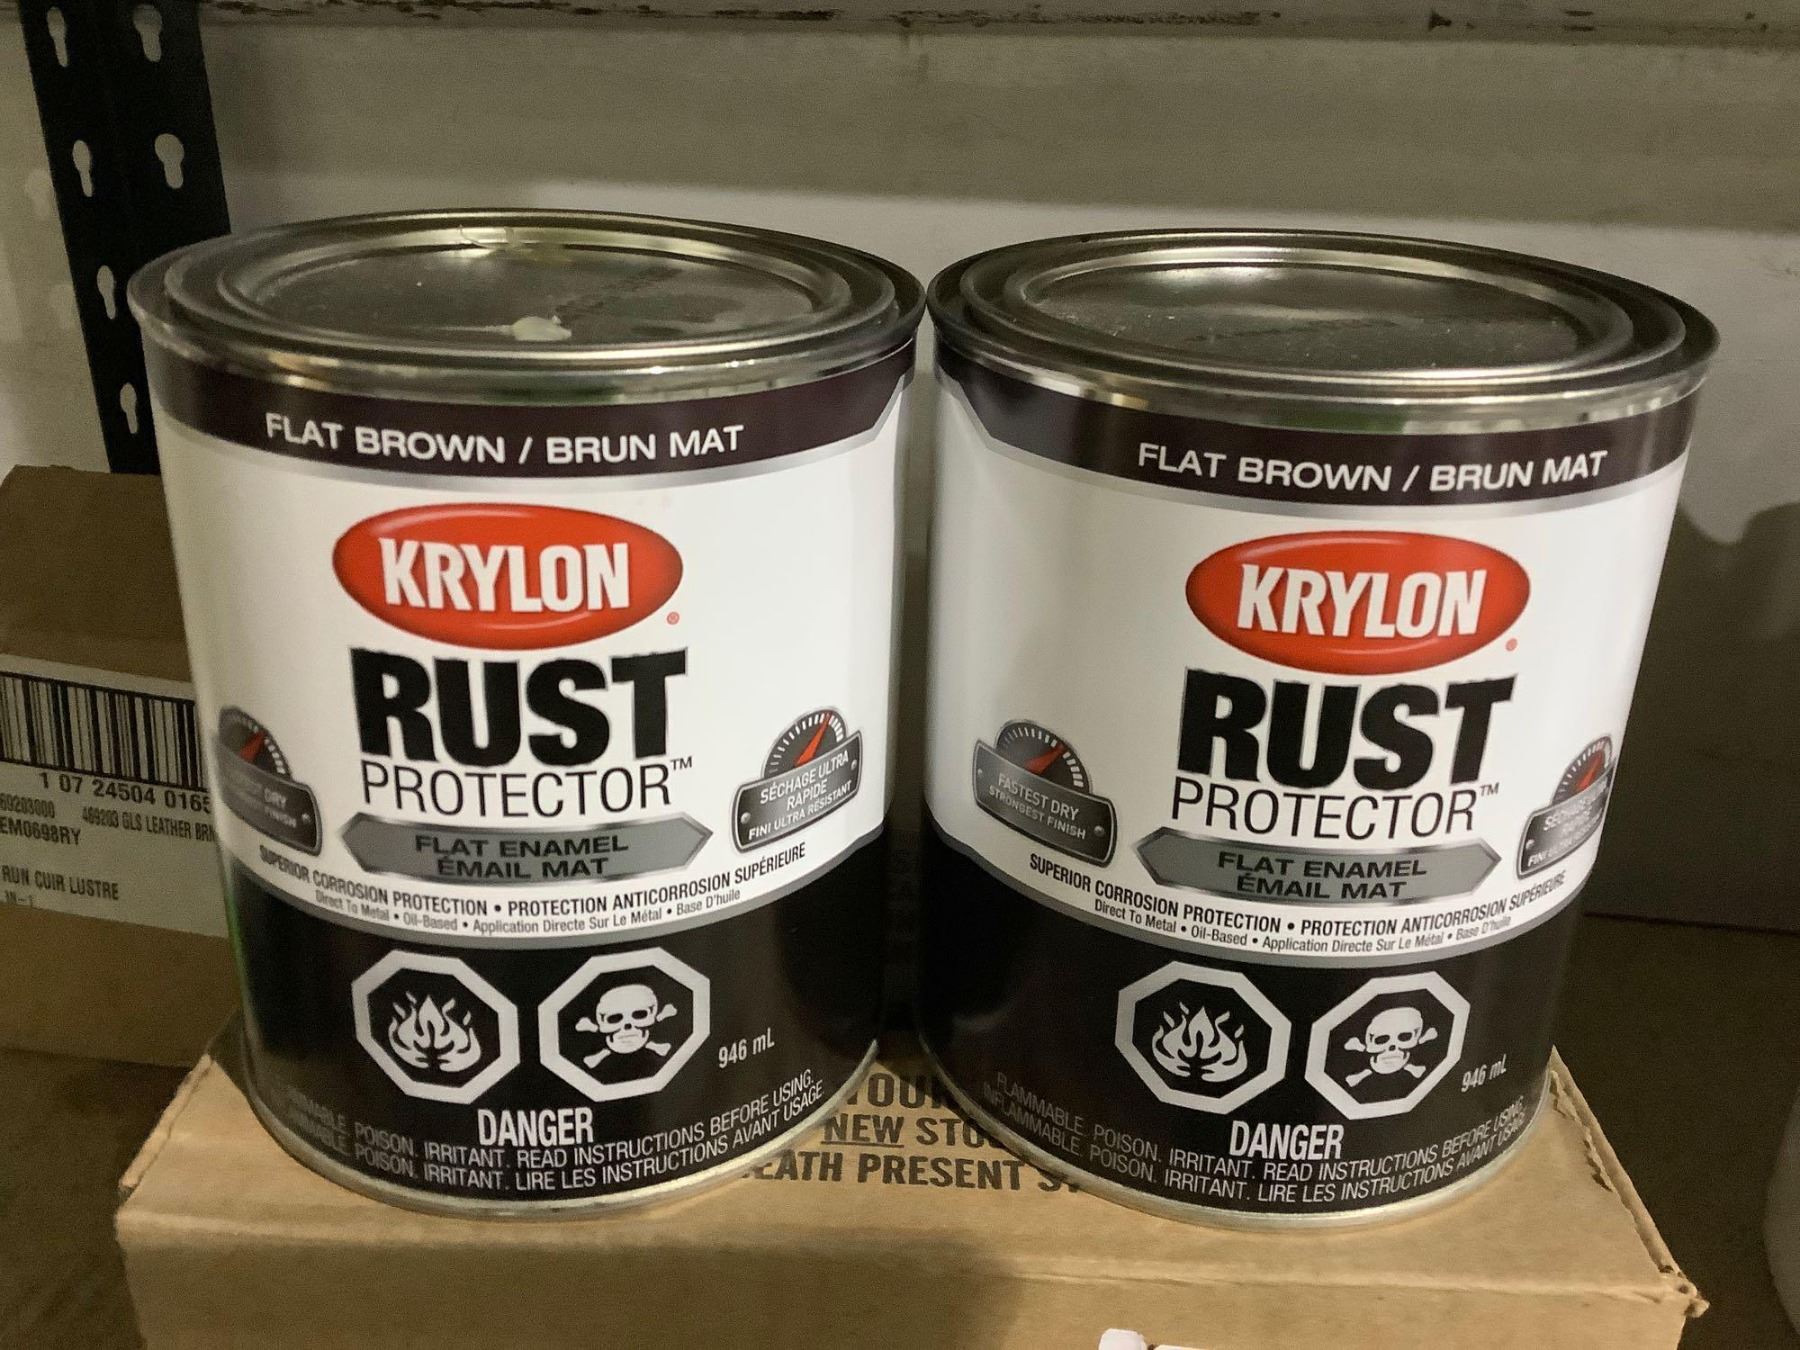 FLAT BROWN / BRUN MAT
KRYLON
®
RUST
PROTECTOR™
SÉCHAGE ULTRA
RAPIDE
FINI ULTRA RÉSISTANT
FLAT ENAMEL
ÉMAIL MAT
SUPERIOR CORROSION PROTECTION • PROTECTION ANTICORROSION SUPÉRIEURE
Direct To Metal • Oil-Based • Application Directe Sur Le Métal • Base D'huile
946 mL
DANGER
POISON. IRRITANT. READ INSTRUCTIONS BEFORE USING.
POISON. IRRITANT. LIRE LES INSTRUCTIONS AVANT USAGE
FLAT BROWN / BRUN MAT
KRYLON
®
RUST
PROTECTOR™
FASTEST DRY
STRONGEST FINISH
FLAT ENAMEL
ÉMAIL MAT
SUPERIOR CORROSION PROTECTION • PROTECTION ANTICORROSION SUPÉRIEURE
Direct To Metal • Oil-Based • Application Directe Sur Le Métal • Base D'huile
946 mL
DANGER
FLAMMABLE. POISON. IRRITANT. READ INSTRUCTIONS BEFORE USING.
INFLAMMABLE. POISON. IRRITANT. LIRE LES INSTRUCTIONS AVANT USAGE
1 07 24504 0165
469203 GLS LEATHER BRN
EM0698RY
CUIR LUSTRE
NEW
PRESENT